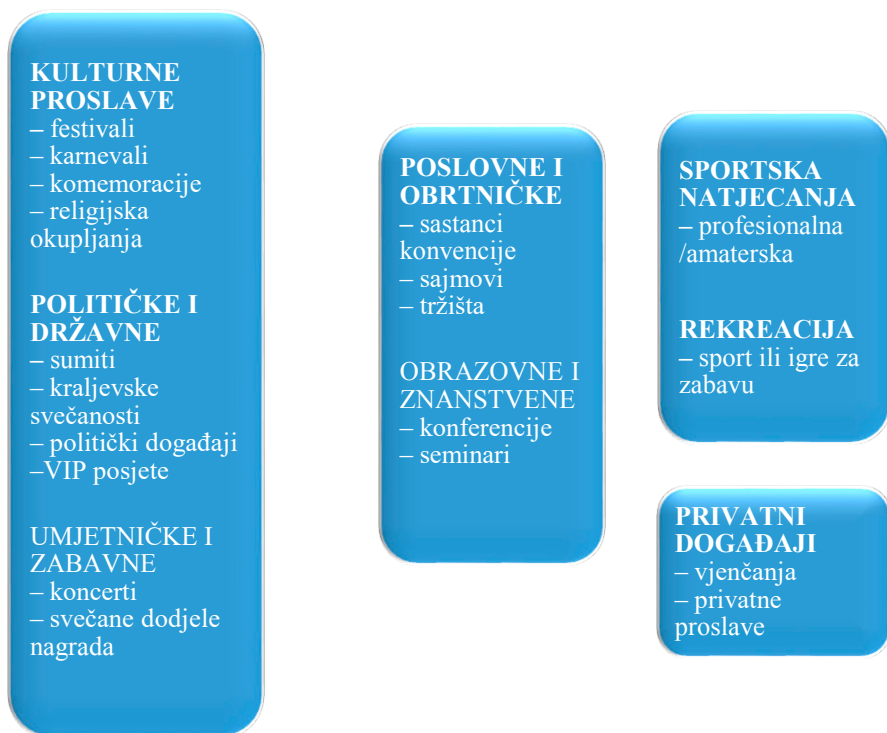 KULTURNE
PROSLAVE
– festivali
– karnevali
– komemoracije
– religijska
okupljanja
POLITIČKE I
DRŽAVNE
– sumiti
– kraljevske
svečanosti
– politički događaji
–VIP posjete
UMJETNIČKE I
ZABAVNE
– koncerti
– svečane dodjele
nagrada
POSLOVNE I
OBRTNIČKE
– sastanci
konvencije
– sajmovi
– tržišta
OBRAZOVNE I
ZNANSTVENE
– konferencije
– seminari
SPORTSKA
NATJECANJA
– profesionalna
/amaterska
REKREACIJA
– sport ili igre za
zabavu
PRIVATNI
DOGAĐAJI
– vjenčanja
– privatne
proslave